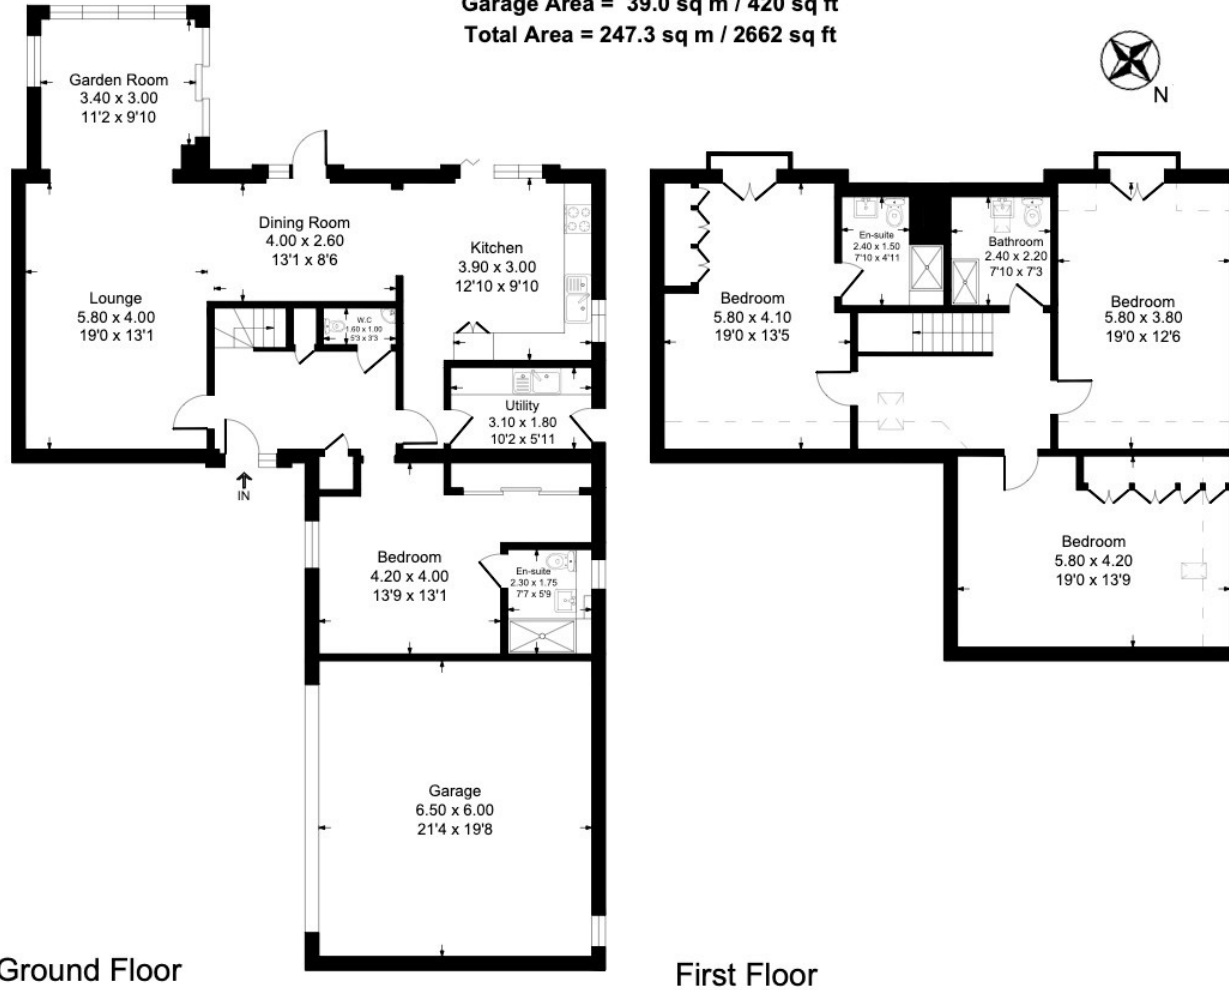 Garage Area = 39.0 sq m / 420 sq ft
Total Area = 247.3 sq m / 2662 sq ft
N
Garden Room
3.40 x 3.00
11'2 x 9'10
Dining Room
4.00 x 2.60
13'1 x 8'6
Kitchen
3.90 x 3.00
12'10 x 9'10
Lounge
5.80 x 4.00
19'0 x 13'1
W.C
1.60 x 1.00
5'3 x 3'3
Utility
3.10 x 1.80
10'2 x 5'11
IN
Bedroom
4.20 x 4.00
13'9 x 13'1
En-suite
2.30 x 1.75
7'7 x 5'9
Garage
6.50 x 6.00
21'4 x 19'8
Ground Floor
En-suite
2.40 x 1.50
7'10 x 4'11
Bathroom
2.40 x 2.20
7'10 x 7'3
Bedroom
5.80 x 4.10
19'0 x 13'5
Bedroom
5.80 x 3.80
19'0 x 12'6
Bedroom
5.80 x 4.20
19'0 x 13'9
First Floor